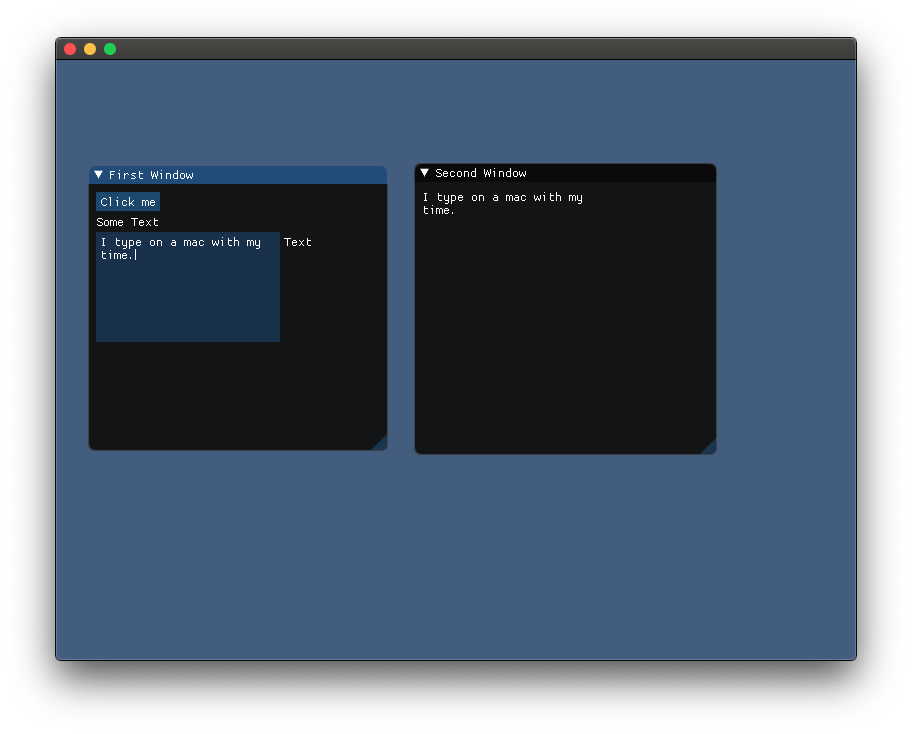 First Window
Click me
Some Text
I type on a mac with my
time.
Text
Second Window
I type on a mac with my
time.